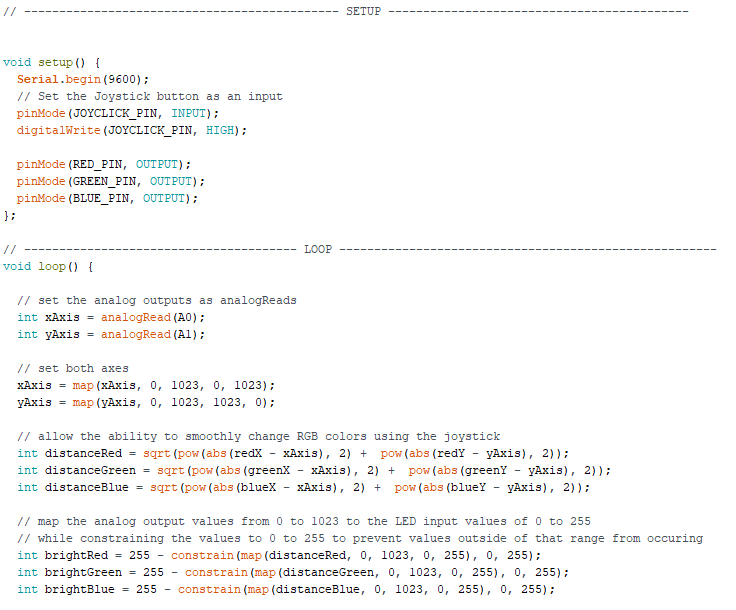 // --------------------------------------------- SETUP -------------------------------------------
void setup() {
  Serial.begin(9600);
  // Set the Joystick button as an input
  pinMode(JOYCLICK_PIN, INPUT);
  digitalWrite(JOYCLICK_PIN, HIGH);
  pinMode(RED_PIN, OUTPUT);
  pinMode(GREEN_PIN, OUTPUT);
  pinMode(BLUE_PIN, OUTPUT);
};
// --------------------------------------- LOOP ------------------------------------------------------
void loop() {
  // set the analog outputs as analogReads
  int xAxis = analogRead(A0);
  int yAxis = analogRead(A1);
  // set both axes
  xAxis = map(xAxis, 0, 1023, 0, 1023);
  yAxis = map(yAxis, 0, 1023, 1023, 0);
  // allow the ability to smoothly change RGB colors using the joystick
  int distanceRed = sqrt(pow(abs(redX - xAxis), 2) +  pow(abs(redY - yAxis), 2));
  int distanceGreen = sqrt(pow(abs(greenX - xAxis), 2) +  pow(abs(greenY - yAxis), 2));
  int distanceBlue = sqrt(pow(abs(blueX - xAxis), 2) +  pow(abs(blueY - yAxis), 2));
  // map the analog output values from 0 to 1023 to the LED input values of 0 to 255
  // while constraining the values to 0 to 255 to prevent values outside of that range from occuring
  int brightRed = 255 - constrain(map(distanceRed, 0, 1023, 0, 255), 0, 255);
  int brightGreen = 255 - constrain(map(distanceGreen, 0, 1023, 0, 255), 0, 255);
  int brightBlue = 255 - constrain(map(distanceBlue, 0, 1023, 0, 255), 0, 255);